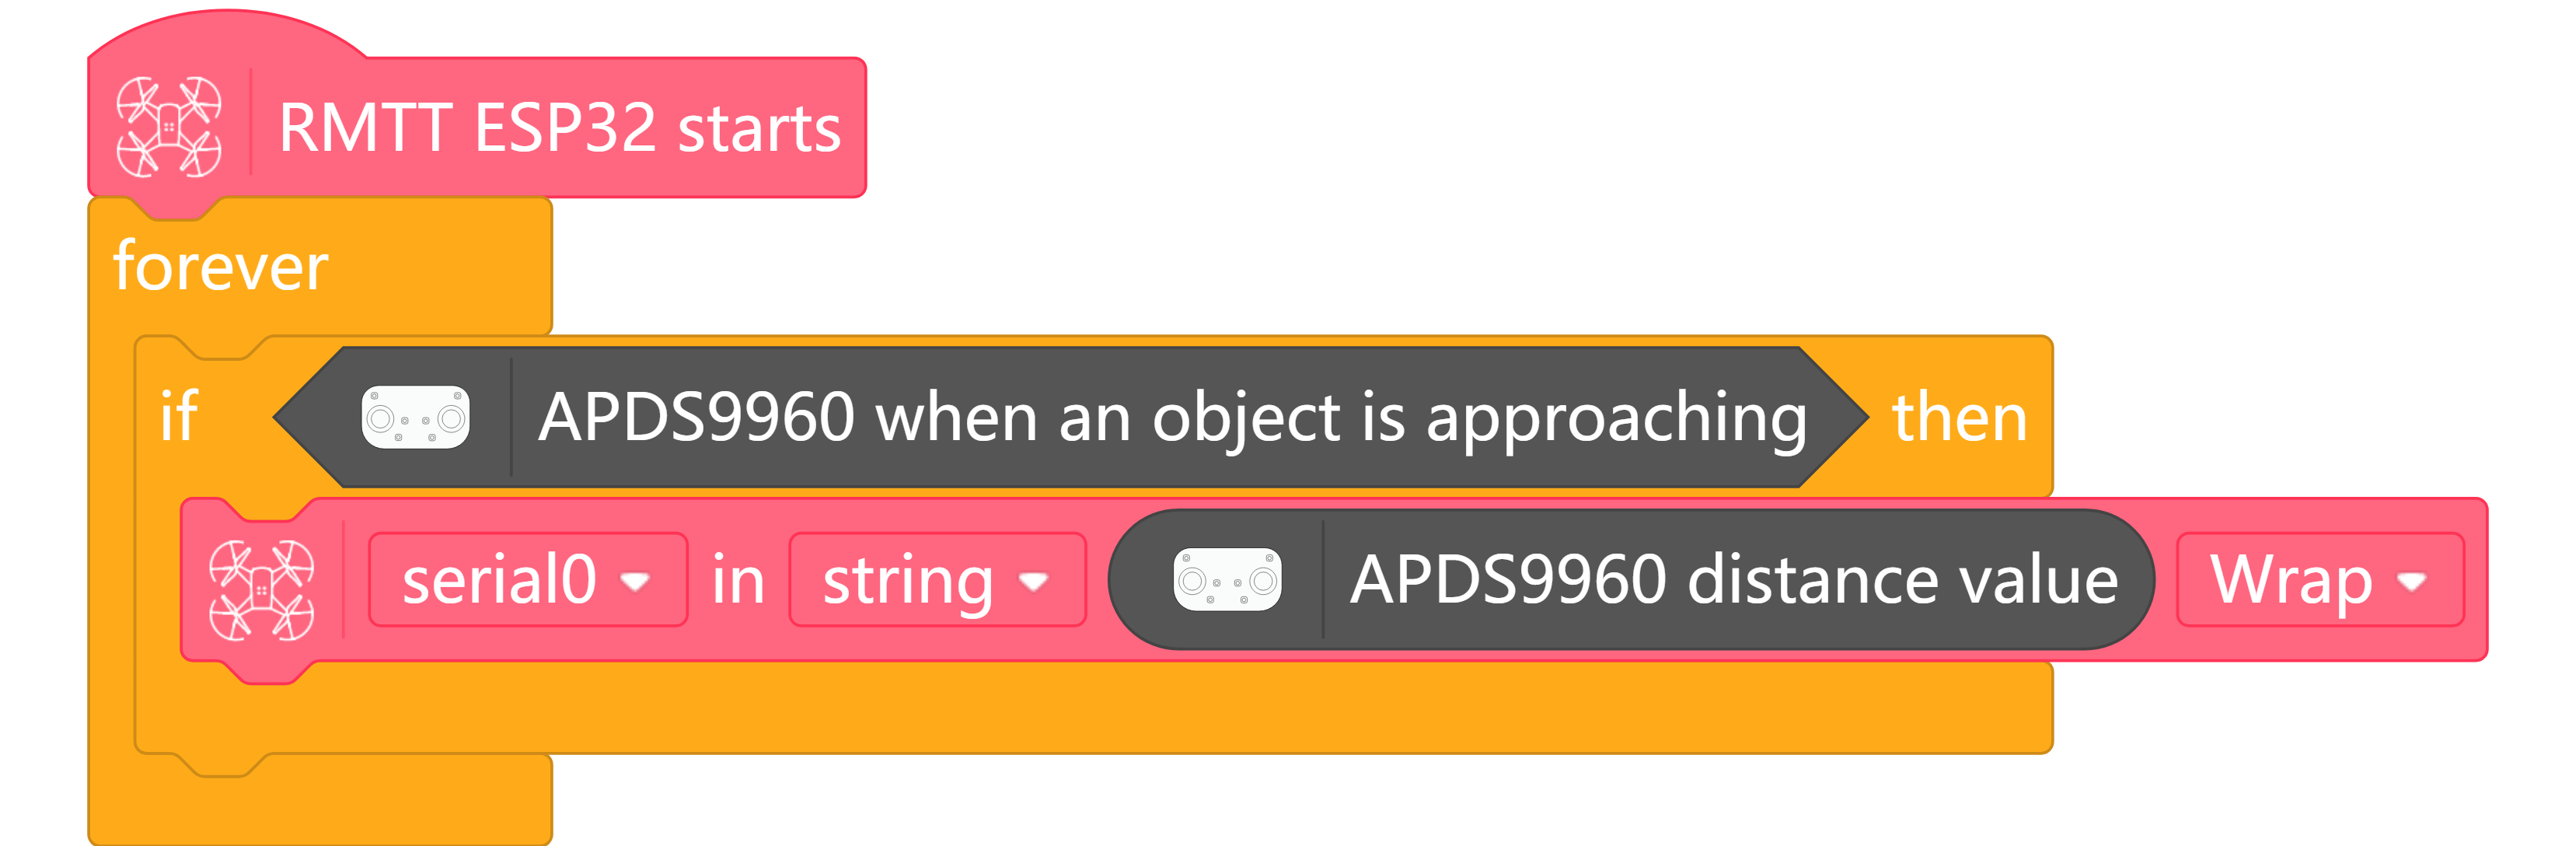 RMTT ESP32 starts
forever
if APDS9960 when an object is approaching then
serial0 in string APDS9960 distance value Wrap